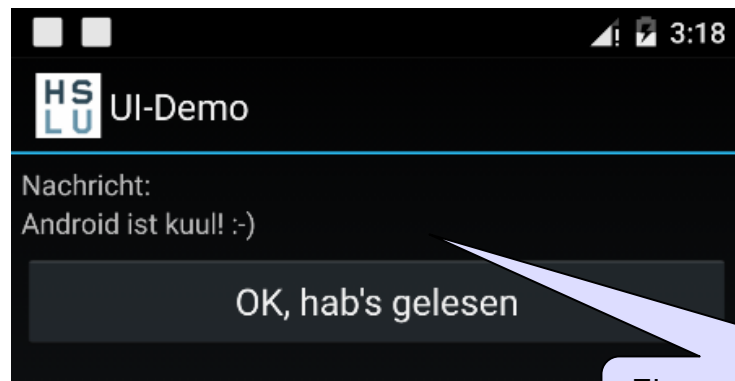 3:18
HS
LU
UI-Demo
Nachricht:
Android ist kuul! :-)
OK, hab's gelesen